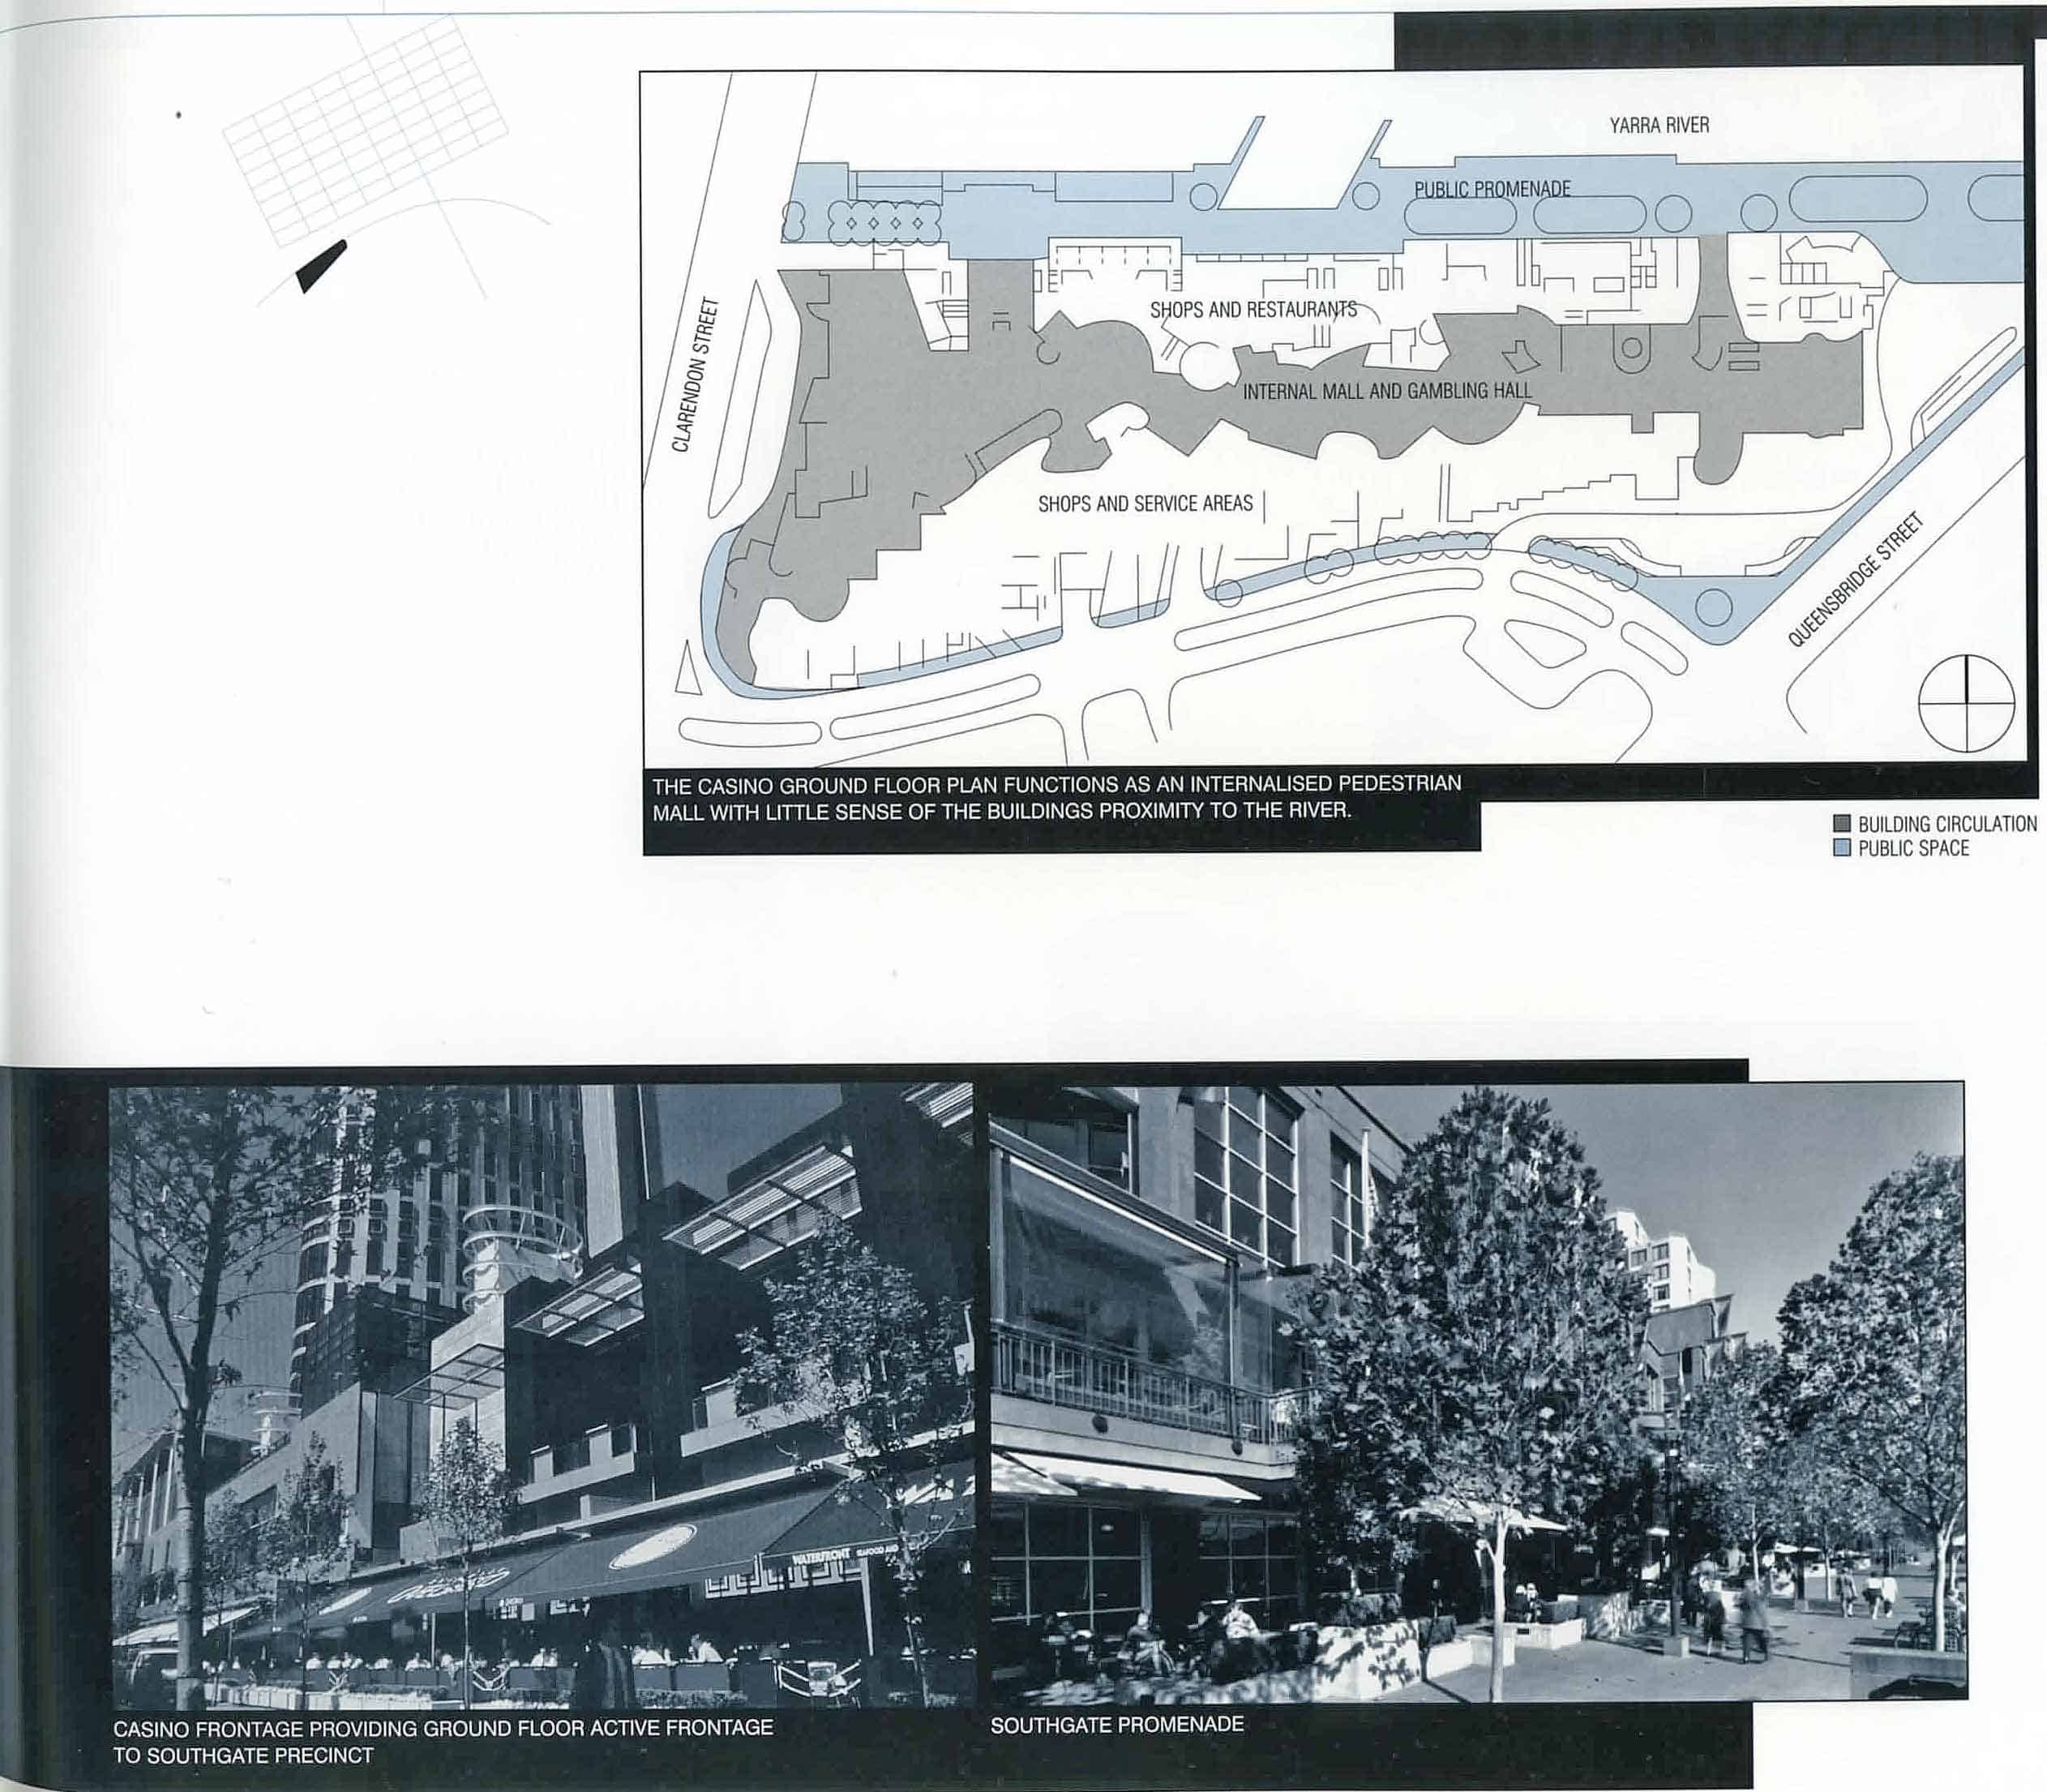 YARRA RIVER
PUBLIC PROMENADE
CLARENDON STREET
SHOPS AND RESTAURANTS
INTERNAL MALL AND GAMBLING HALL
SHOPS AND SERVICE AREAS
QUEENSBRIDGE STREET
THE CASINO GROUND FLOOR PLAN FUNCTIONS AS AN INTERNALISED PEDESTRIAN
MALL WITH LITTLE SENSE OF THE BUILDINGS PROXIMITY TO THE RIVER.
BUILDING CIRCULATION
PUBLIC SPACE
WATERFRONT SEAFOOD AND
CASINO FRONTAGE PROVIDING GROUND FLOOR ACTIVE FRONTAGE
TO SOUTHGATE PRECINCT
SOUTHGATE PROMENADE